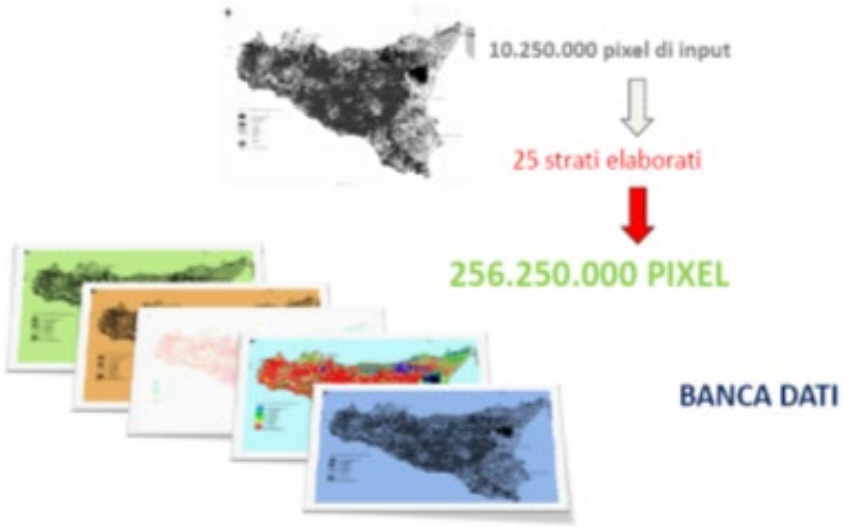 10.250.000 pixel di input
25 strati elaborati
256.250.000 PIXEL
BANCA DATI